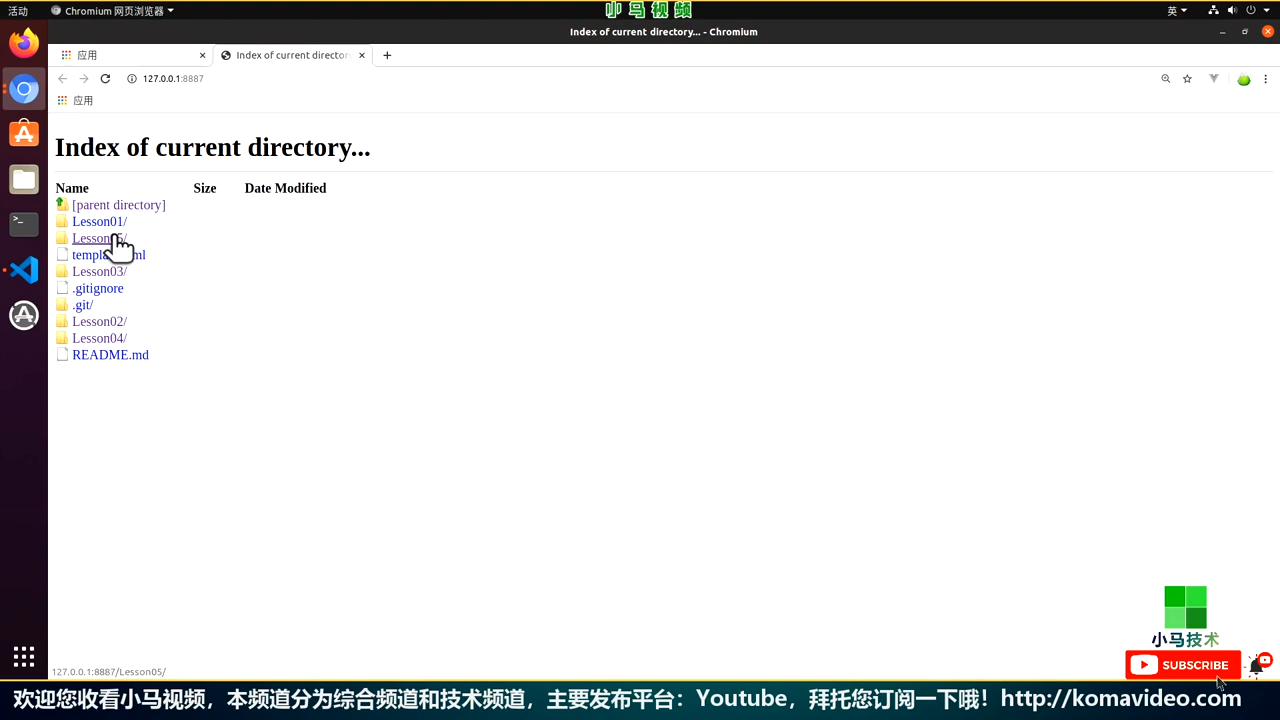 活动
Chromium 网页浏览器
小马视频
英
Index of current directory... - Chromium
应用
Index of current director
127.0.0.1:8887
应用
Index of current directory...
Name Size Date Modified
[parent directory]
Lesson01/
Lesson05/
Lesson03/
.gitignore
.git/
Lesson02/
Lesson04/
README.md
127.0.0.1:8887/Lesson05/
小马技术
SUBSCRIBE
欢迎您收看小马视频，本频道分为综合频道和技术频道，主要发布平台：Youtube，拜托您订阅一下哦！http://komavideo.com